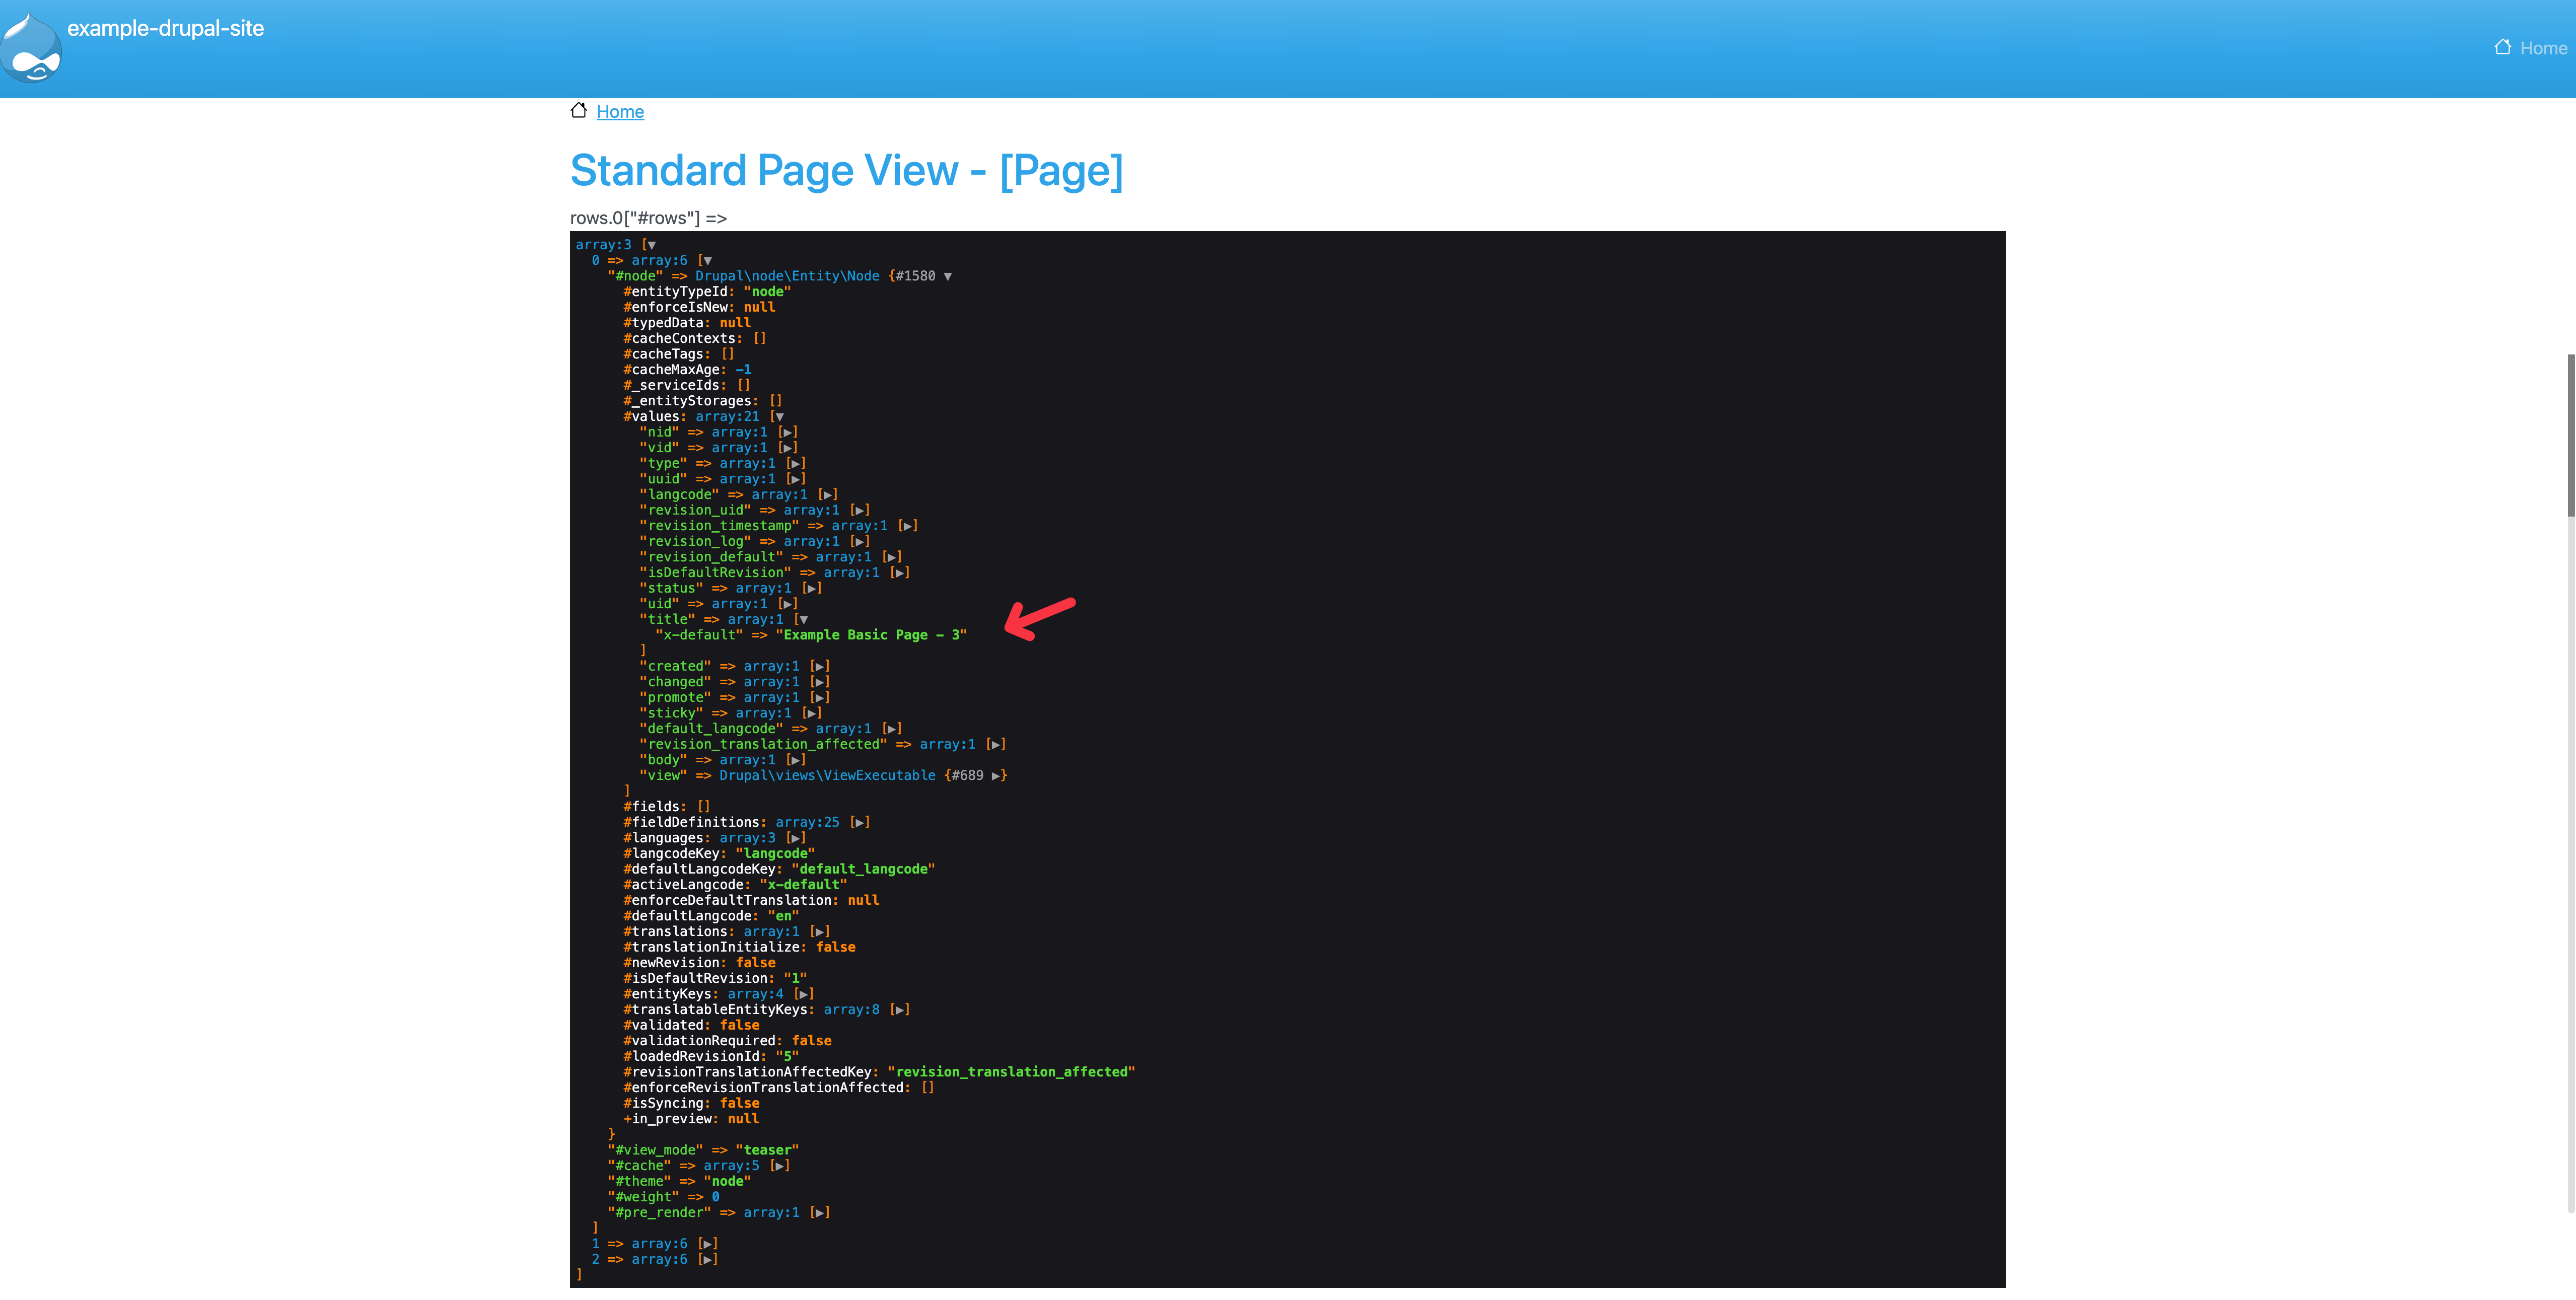 example-drupal-site
Home
Home
Standard Page View - [Page]
rows.0["#rows"] =>
array:3 [▼
  0 => array:6 [▼
    "#node" => Drupal\node\Entity\Node {#1580 ▼
      #entityTypeId: "node"
      #enforceIsNew: null
      #typedData: null
      #cacheContexts: []
      #cacheTags: []
      #cacheMaxAge: -1
      #_serviceIds: []
      #_entityStorages: []
      #values: array:21 [▼
        "nid" => array:1 [▶]
        "vid" => array:1 [▶]
        "type" => array:1 [▶]
        "uuid" => array:1 [▶]
        "langcode" => array:1 [▶]
        "revision_uid" => array:1 [▶]
        "revision_timestamp" => array:1 [▶]
        "revision_log" => array:1 [▶]
        "revision_default" => array:1 [▶]
        "isDefaultRevision" => array:1 [▶]
        "status" => array:1 [▶]
        "uid" => array:1 [▶]
        "title" => array:1 [▼
          "x-default" => "Example Basic Page - 3"
        ]
        "created" => array:1 [▶]
        "changed" => array:1 [▶]
        "promote" => array:1 [▶]
        "sticky" => array:1 [▶]
        "default_langcode" => array:1 [▶]
        "revision_translation_affected" => array:1 [▶]
        "body" => array:1 [▶]
        "view" => Drupal\views\ViewExecutable {#689 ▶}
      ]
      #fields: []
      #fieldDefinitions: array:25 [▶]
      #languages: array:3 [▶]
      #langcodeKey: "langcode"
      #defaultLangcodeKey: "default_langcode"
      #activeLangcode: "x-default"
      #enforceDefaultTranslation: null
      #defaultLangcode: "en"
      #translations: array:1 [▶]
      #translationInitialize: false
      #newRevision: false
      #isDefaultRevision: "1"
      #entityKeys: array:4 [▶]
      #translatableEntityKeys: array:8 [▶]
      #validated: false
      #validationRequired: false
      #loadedRevisionId: "5"
      #revisionTranslationAffectedKey: "revision_translation_affected"
      #enforceRevisionTranslationAffected: []
      #isSyncing: false
      +in_preview: null
    }
    "#view_mode" => "teaser"
    "#cache" => array:5 [▶]
    "#theme" => "node"
    "#weight" => 0
    "#pre_render" => array:1 [▶]
  ]
  1 => array:6 [▶]
  2 => array:6 [▶]
]